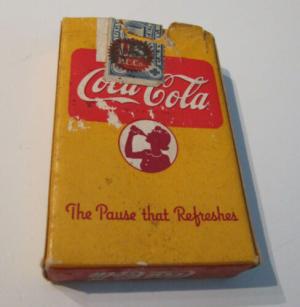 Coca-Cola
The Pause that Refreshes